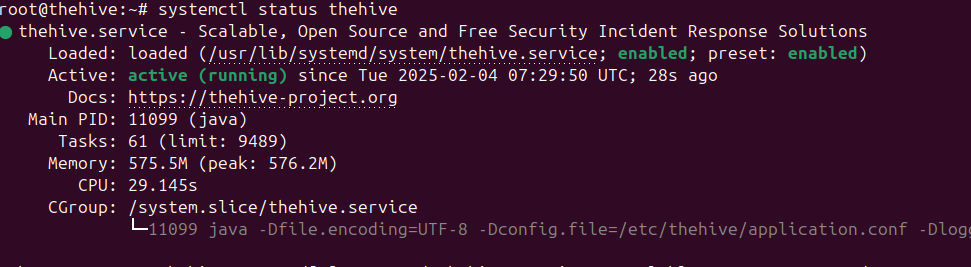 root@thehive:~# systemctl status thehive
● thehive.service - Scalable, Open Source and Free Security Incident Response Solutions
Loaded: loaded (/usr/lib/systemd/system/thehive.service; enabled; preset: enabled)
Active: active (running) since Tue 2025-02-04 07:29:50 UTC; 28s ago
Docs: https://thehive-project.org
Main PID: 11099 (java)
Tasks: 61 (limit: 9489)
Memory: 575.5M (peak: 576.2M)
CPU: 29.145s
CGroup: /system.slice/thehive.service
└─11099 java -Dfile.encoding=UTF-8 -Dconfig.file=/etc/thehive/application.conf -Dlogg